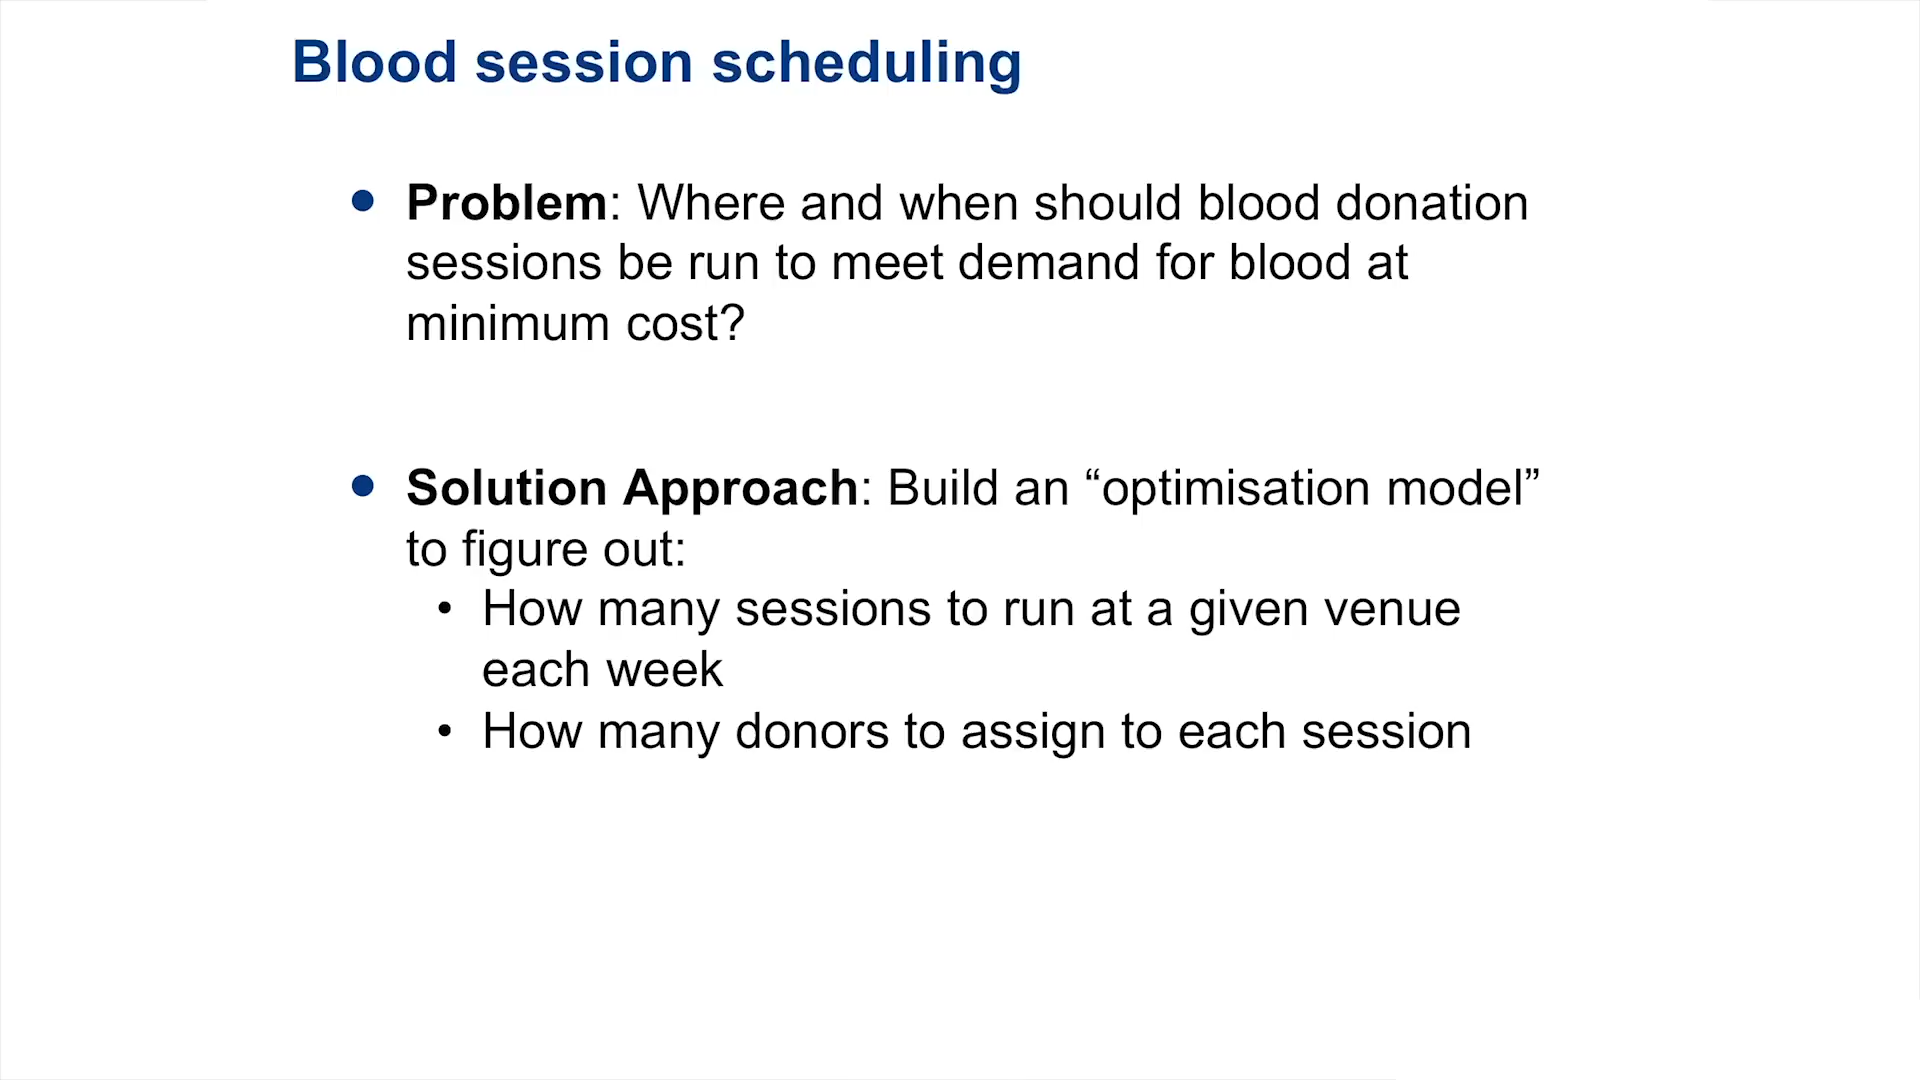 Blood session scheduling
• Problem: Where and when should blood donation
sessions be run to meet demand for blood at
minimum cost?
• Solution Approach: Build an “optimisation model”
to figure out:
• How many sessions to run at a given venue
each week
• How many donors to assign to each session